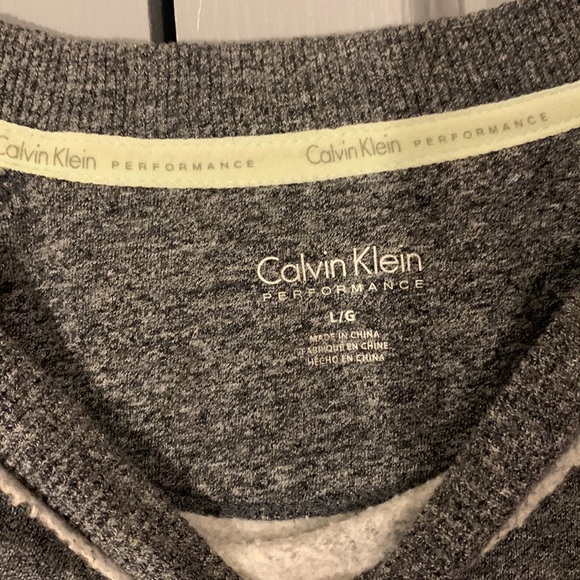 Calvin Klein PERFORMANCE Calvin Klein PERFORMANCE
Calvin Klein
PERFORMANCE
L/G
MADE IN CHINA
FABRIQUÉ EN CHINE
HECHO EN CHINA